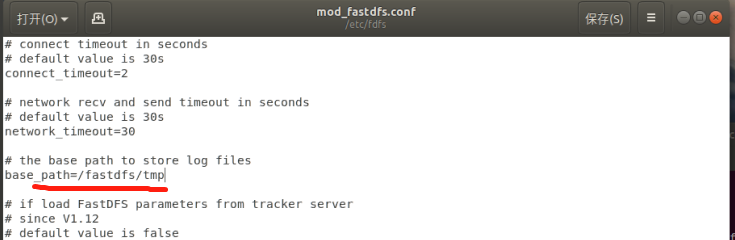 打开(O)
mod_fastdfs.conf
/etc/fdfs
保存(S)
# connect timeout in seconds
# default value is 30s
connect_timeout=2
# network recv and send timeout in seconds
# default value is 30s
network_timeout=30
# the base path to store log files
base_path=/fastdfs/tmp
# if load FastDFS parameters from tracker server
# since V1.12
# default value is false